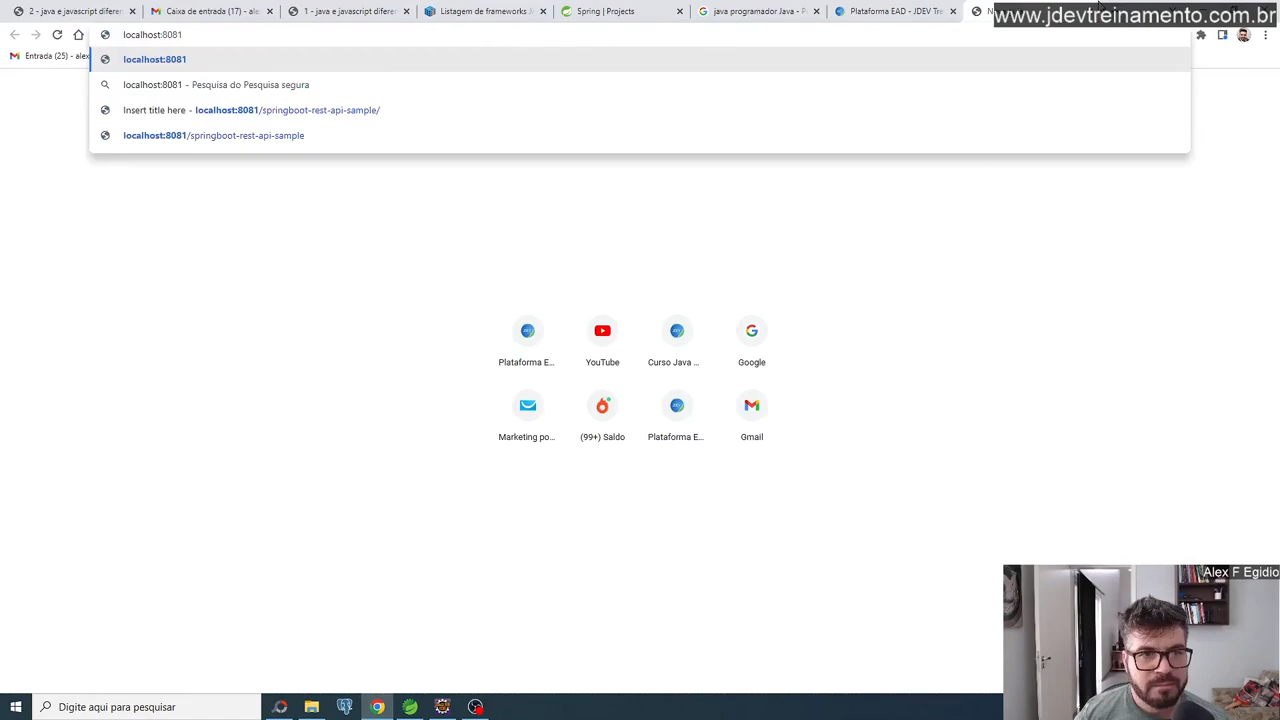 2 - java e javascript diferen
Caixa de entrada (17) - ale
1 - java e javascript diferen
Listagem de frameworks J
Spring | Projects
java programador Java - P
Plataforma EAD - JDEV Tre
N
www.jdevtreinamento.com.br
localhost:8081
Entrada (25) - alex
localhost:8081
localhost:8081 - Pesquisa do Pesquisa segura
Insert title here - localhost:8081/springboot-rest-api-sample/
localhost:8081/springboot-rest-api-sample
Plataforma E...
YouTube
Curso Java ...
Google
Marketing po...
(99+) Saldo
Plataforma E...
Gmail
Alex F Egidio
Digite aqui para pesquisar